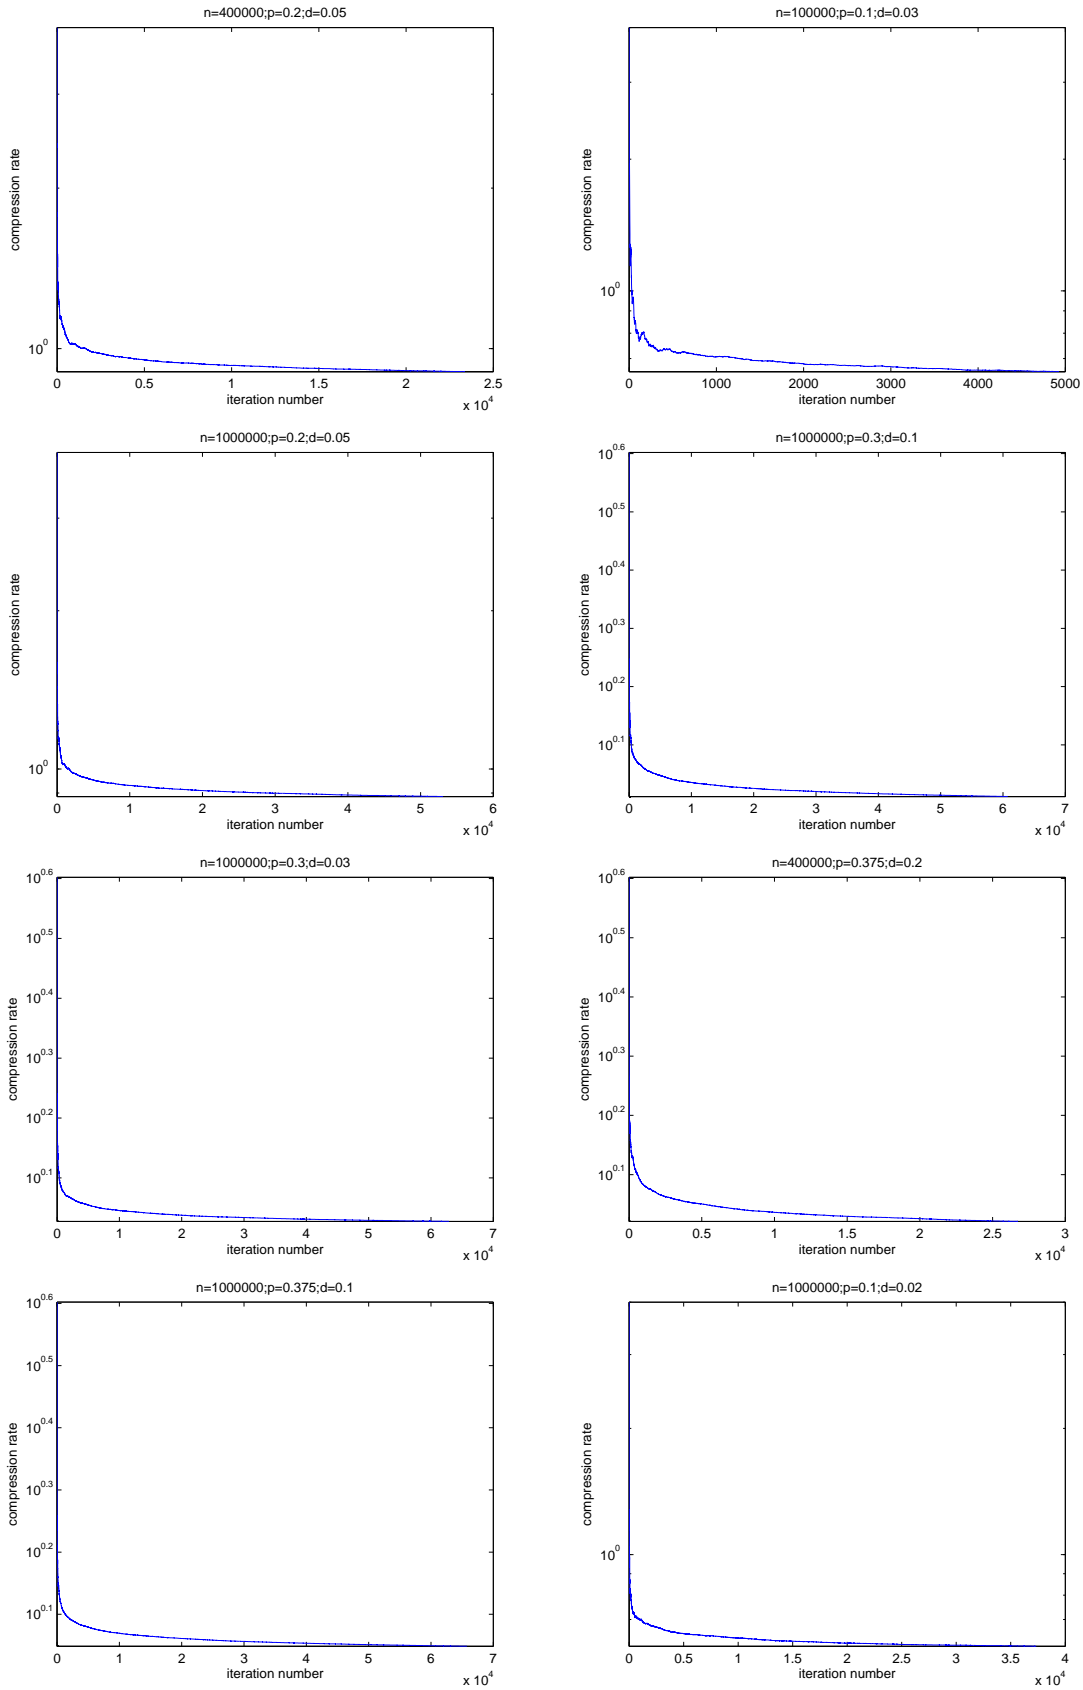 n=400000;p=0.2;d=0.05
compression rate
10^0
0 0.5 1 1.5 2 2.5
iteration number
x 10^4
n=100000;p=0.1;d=0.03
compression rate
10^0
0 1000 2000 3000 4000 5000
iteration number
n=1000000;p=0.2;d=0.05
compression rate
10^0
0 1 2 3 4 5 6
iteration number
x 10^4
n=1000000;p=0.3;d=0.1
compression rate
10^0.6
10^0.5
10^0.4
10^0.3
10^0.2
10^0.1
0 1 2 3 4 5 6 7
iteration number
x 10^4
n=1000000;p=0.3;d=0.03
compression rate
10^0.6
10^0.5
10^0.4
10^0.3
10^0.2
10^0.1
0 1 2 3 4 5 6 7
iteration number
x 10^4
n=400000;p=0.375;d=0.2
compression rate
10^0.6
10^0.5
10^0.4
10^0.3
10^0.2
10^0.1
0 0.5 1 1.5 2 2.5 3
iteration number
x 10^4
n=1000000;p=0.375;d=0.1
compression rate
10^0.6
10^0.5
10^0.4
10^0.3
10^0.2
10^0.1
0 1 2 3 4 5 6 7
iteration number
x 10^4
n=1000000;p=0.1;d=0.02
compression rate
10^0
0 0.5 1 1.5 2 2.5 3 3.5 4
iteration number
x 10^4